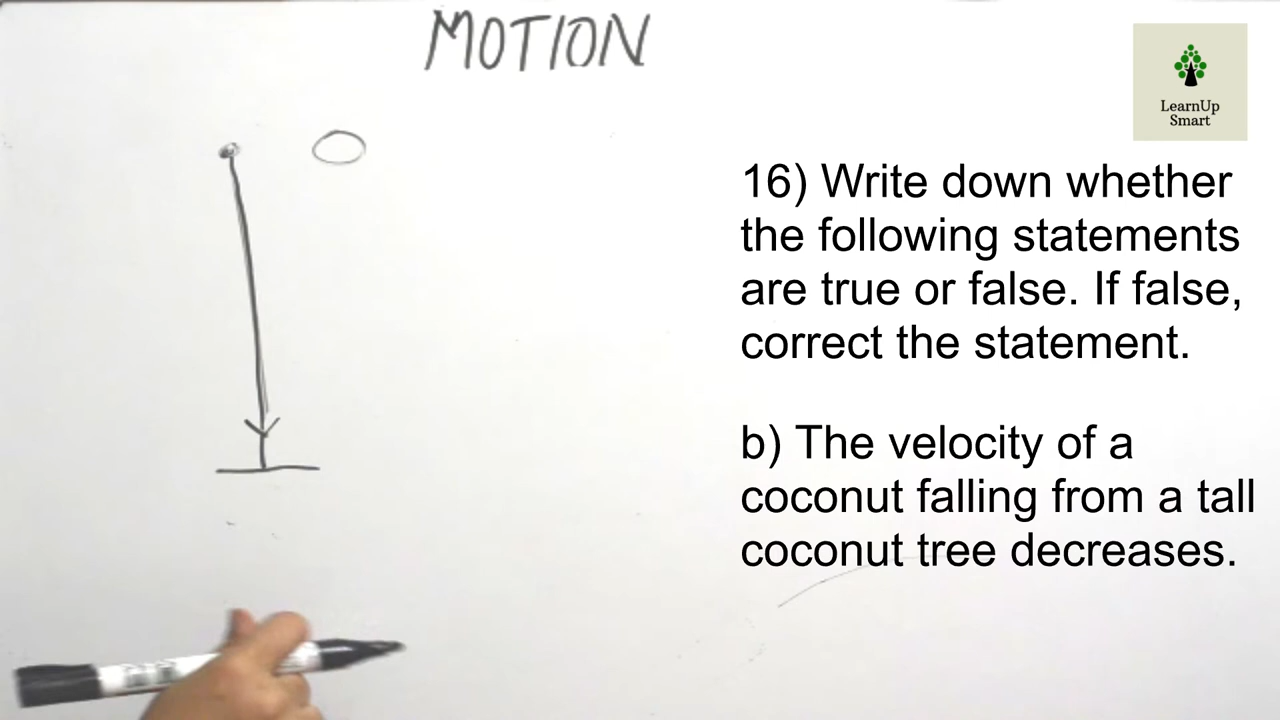 MOTION
LearnUp
Smart
16) Write down whether
the following statements
are true or false. If false,
correct the statement.
b) The velocity of a
coconut falling from a tall
coconut tree decreases.